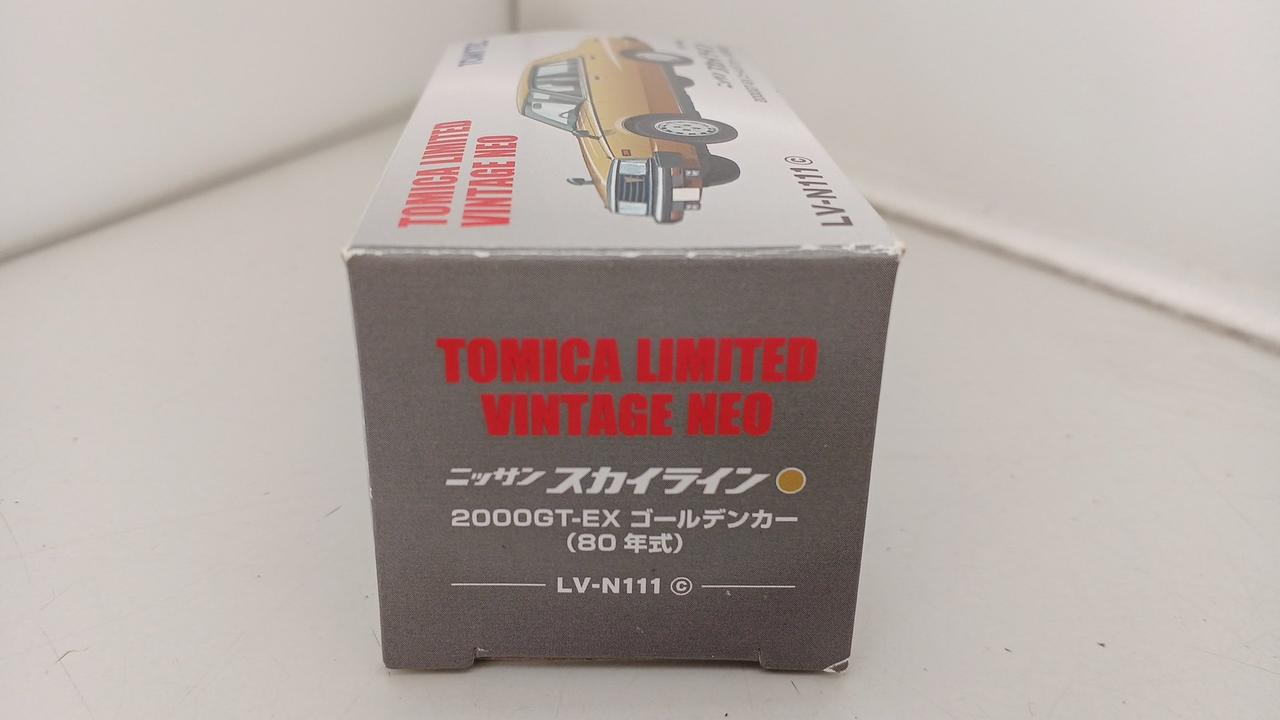 TOMYTEC
TOMICA LIMITED
VINTAGE NEO
LV-N111 ©
TOMICA LIMITED
VINTAGE NEO
ニッサン スカイライン
2000GT-EX ゴールデンカー
(80 年式)
LV-N111 ©